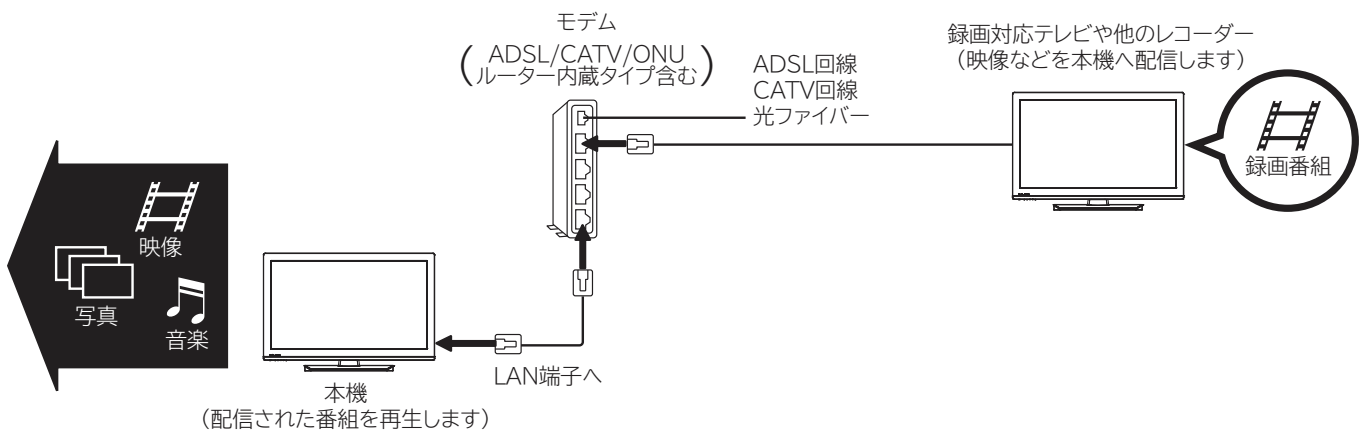 モデム
ADSL/CATV/ONU
ルーター内蔵タイプ含む
ADSL回線
CATV回線
光ファイバー
録画対応テレビや他のレコーダー
（映像などを本機へ配信します）
録画番組
映像
写真
音楽
LAN端子へ
本機
（配信された番組を再生します）